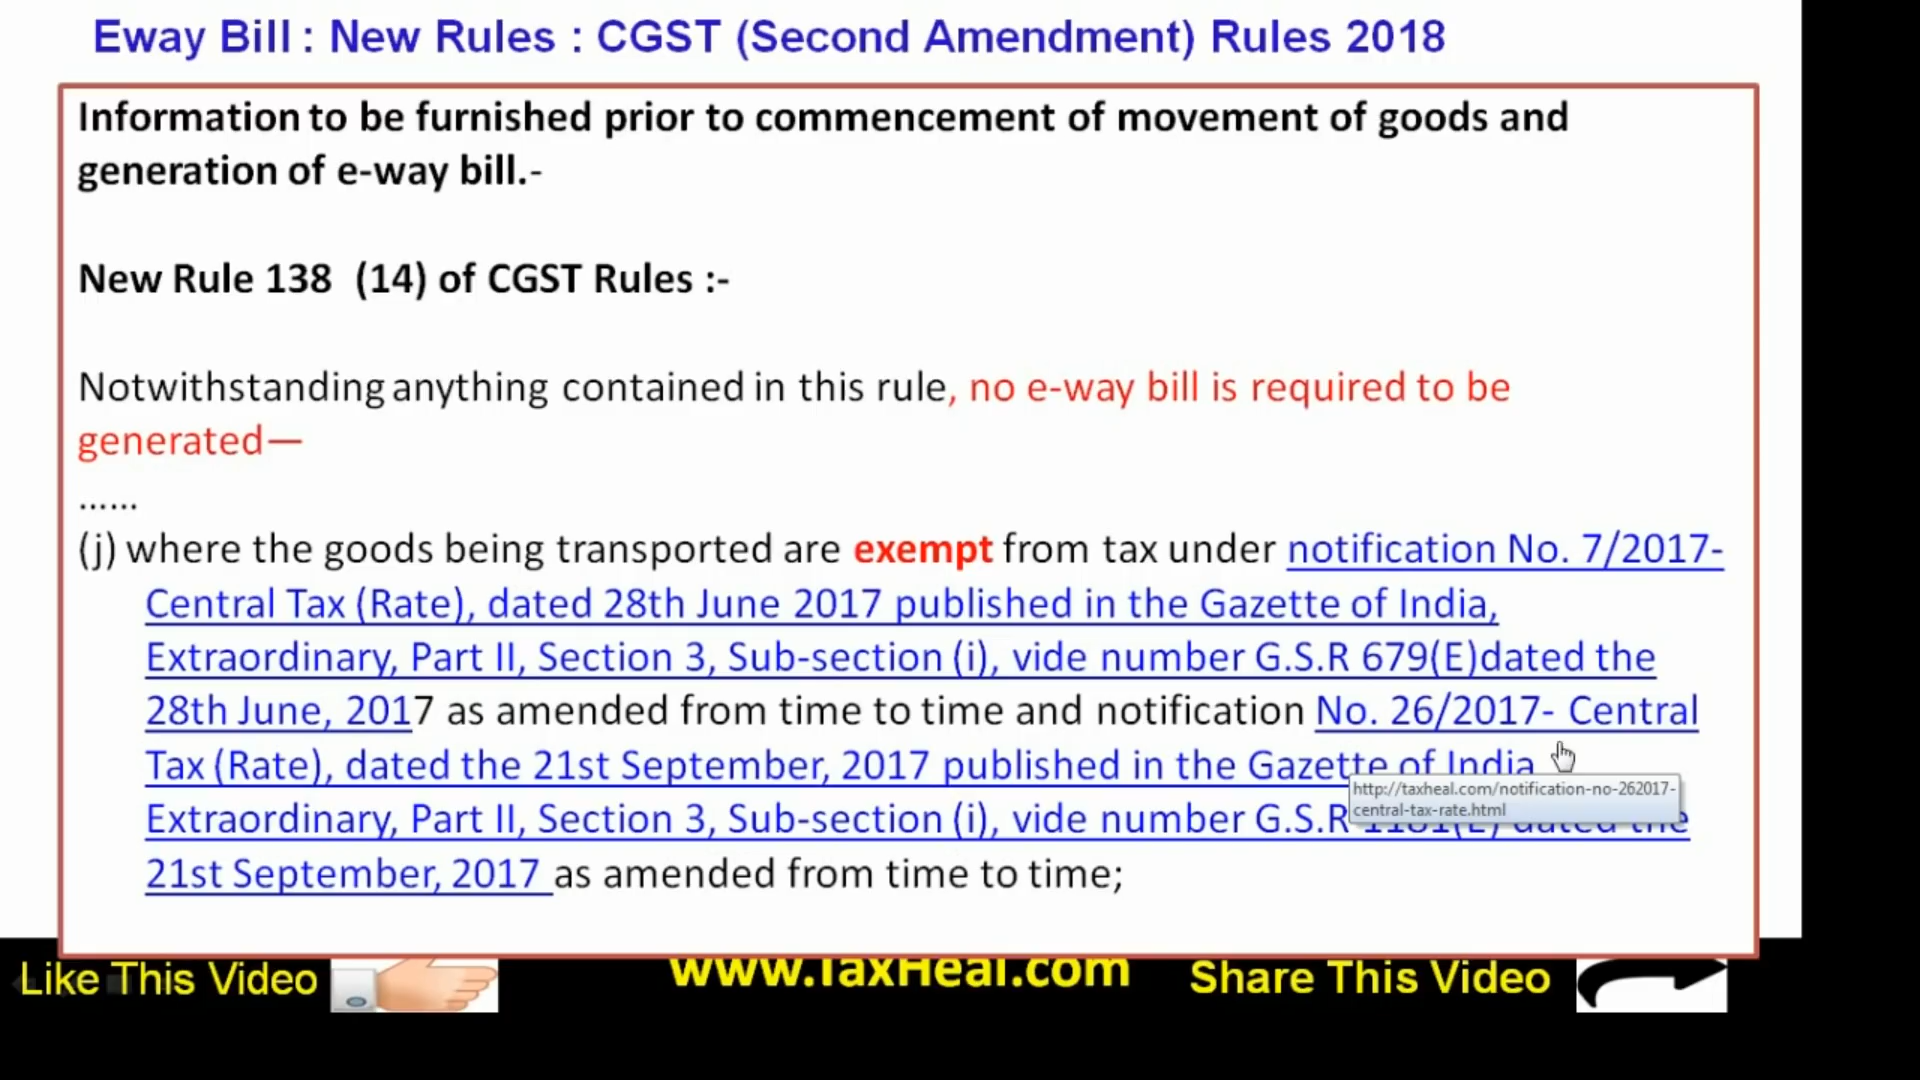 Eway Bill : New Rules : CGST (Second Amendment) Rules 2018
Information to be furnished prior to commencement of movement of goods and
generation of e-way bill.-
New Rule 138 (14) of CGST Rules :-
Notwithstanding anything contained in this rule, no e-way bill is required to be
generated—
......
(j) where the goods being transported are exempt from tax under notification No. 7/2017-
Central Tax (Rate), dated 28th June 2017 published in the Gazette of India,
Extraordinary, Part II, Section 3, Sub-section (i), vide number G.S.R 679(E)dated the
28th June, 2017 as amended from time to time and notification No. 26/2017- Central
Tax (Rate), dated the 21st September, 2017 published in the Gazette of India
http://taxheal.com/notification-no-262017-
central-tax-rate.html
Extraordinary, Part II, Section 3, Sub-section (i), vide number G.S.R dated the
21st September, 2017 as amended from time to time;
Like This Video
www.TaxHeal.com
Share This Video